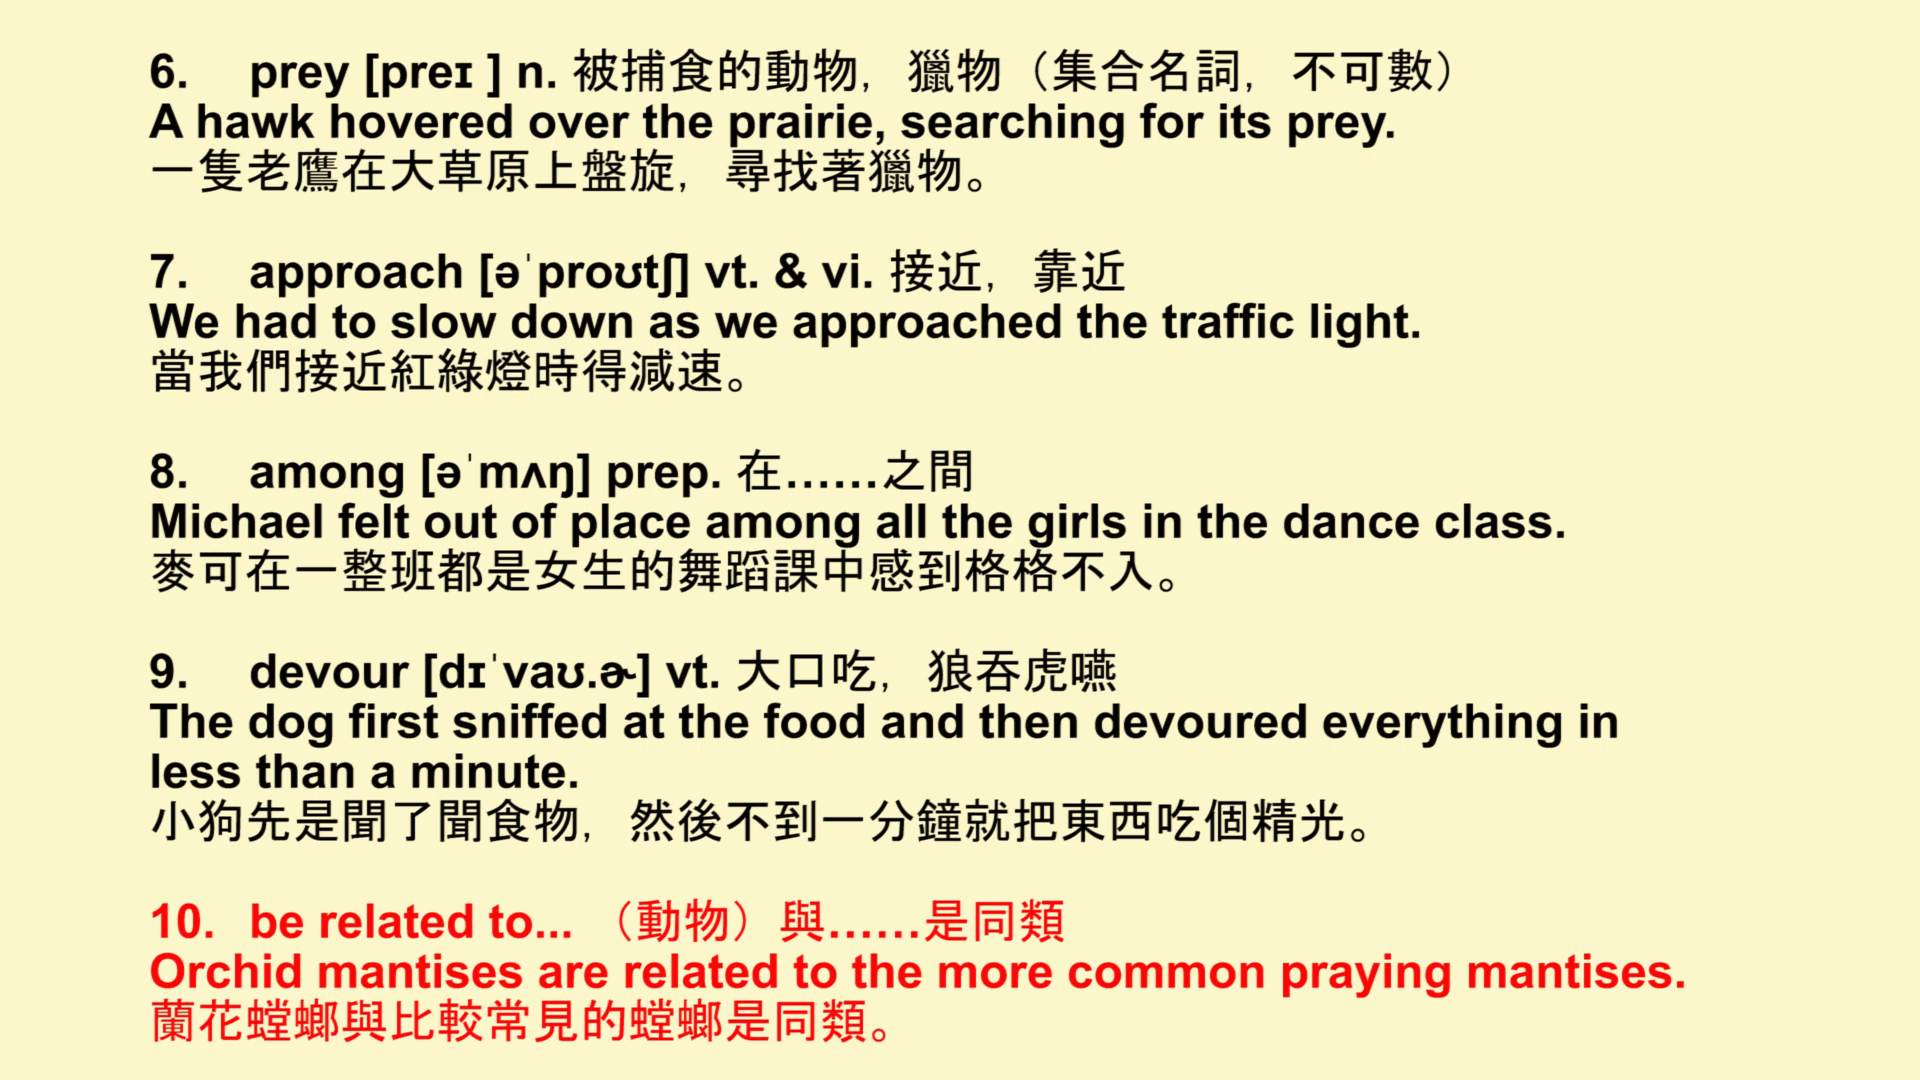 6. prey [preɪ ] n. 被捕食的動物，獵物（集合名詞，不可數）
A hawk hovered over the prairie, searching for its prey.
一隻老鷹在大草原上盤旋，尋找著獵物。
7. approach [əˈproʊtʃ] vt. & vi. 接近，靠近
We had to slow down as we approached the traffic light.
當我們接近紅綠燈時得減速。
8. among [əˈmʌŋ] prep. 在……之間
Michael felt out of place among all the girls in the dance class.
麥可在一整班都是女生的舞蹈課中感到格格不入。
9. devour [dɪˈvaʊ.ɚ] vt. 大口吃，狼吞虎嚥
The dog first sniffed at the food and then devoured everything in
less than a minute.
小狗先是聞了聞食物，然後不到一分鐘就把東西吃個精光。
10. be related to... （動物）與……是同類
Orchid mantises are related to the more common praying mantises.
蘭花螳螂與比較常見的螳螂是同類。